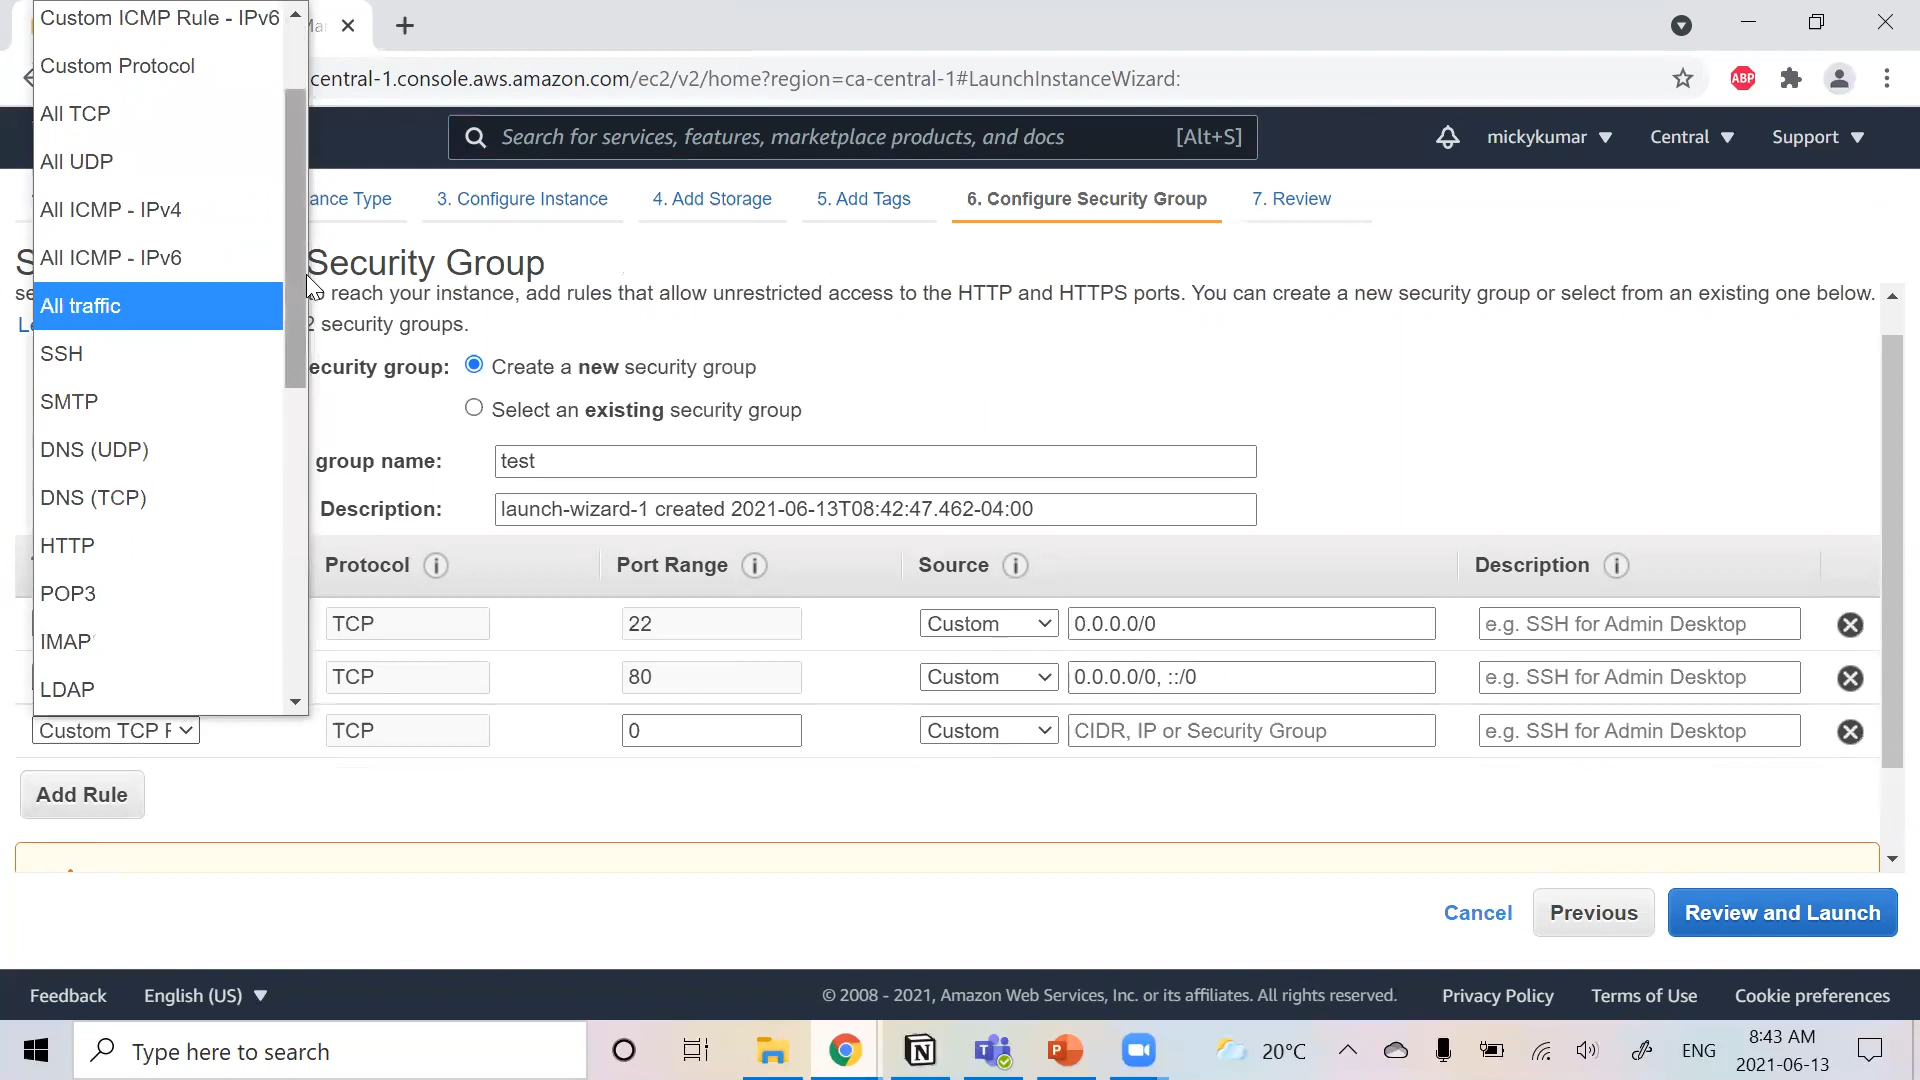 Custom ICMP Rule - IPv6
Custom Protocol
All TCP
All UDP
All ICMP - IPv4
All ICMP - IPv6
All traffic
SSH
SMTP
DNS (UDP)
DNS (TCP)
HTTP
POP3
IMAP
LDAP
central-1.console.aws.amazon.com/ec2/v2/home?region=ca-central-1#LaunchInstanceWizard:
ABP
Search for services, features, marketplace products, and docs [Alt+S]
mickykumar Central Support
ance Type 3. Configure Instance 4. Add Storage 5. Add Tags 6. Configure Security Group 7. Review
Security Group
reach your instance, add rules that allow unrestricted access to the HTTP and HTTPS ports. You can create a new security group or select from an existing one below.
2 security groups.
ecurity group: Create a new security group
Select an existing security group
group name: test
Description: launch-wizard-1 created 2021-06-13T08:42:47.462-04:00
Protocol Port Range Source Description
TCP 22 Custom 0.0.0.0/0 e.g. SSH for Admin Desktop
TCP 80 Custom 0.0.0.0/0, ::/0 e.g. SSH for Admin Desktop
Custom TCP F TCP 0 Custom CIDR, IP or Security Group e.g. SSH for Admin Desktop
Add Rule
Cancel Previous Review and Launch
Feedback English (US) © 2008 - 2021, Amazon Web Services, Inc. or its affiliates. All rights reserved. Privacy Policy Terms of Use Cookie preferences
Type here to search
20°C
ENG
8:43 AM
2021-06-13